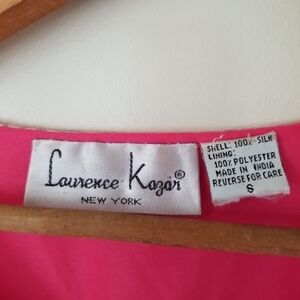 Laurence Kazar®
NEW YORK
SHELL: 100% SILK
LINING:
100% POLYESTER
MADE IN INDIA
REVERSE FOR CARE
S